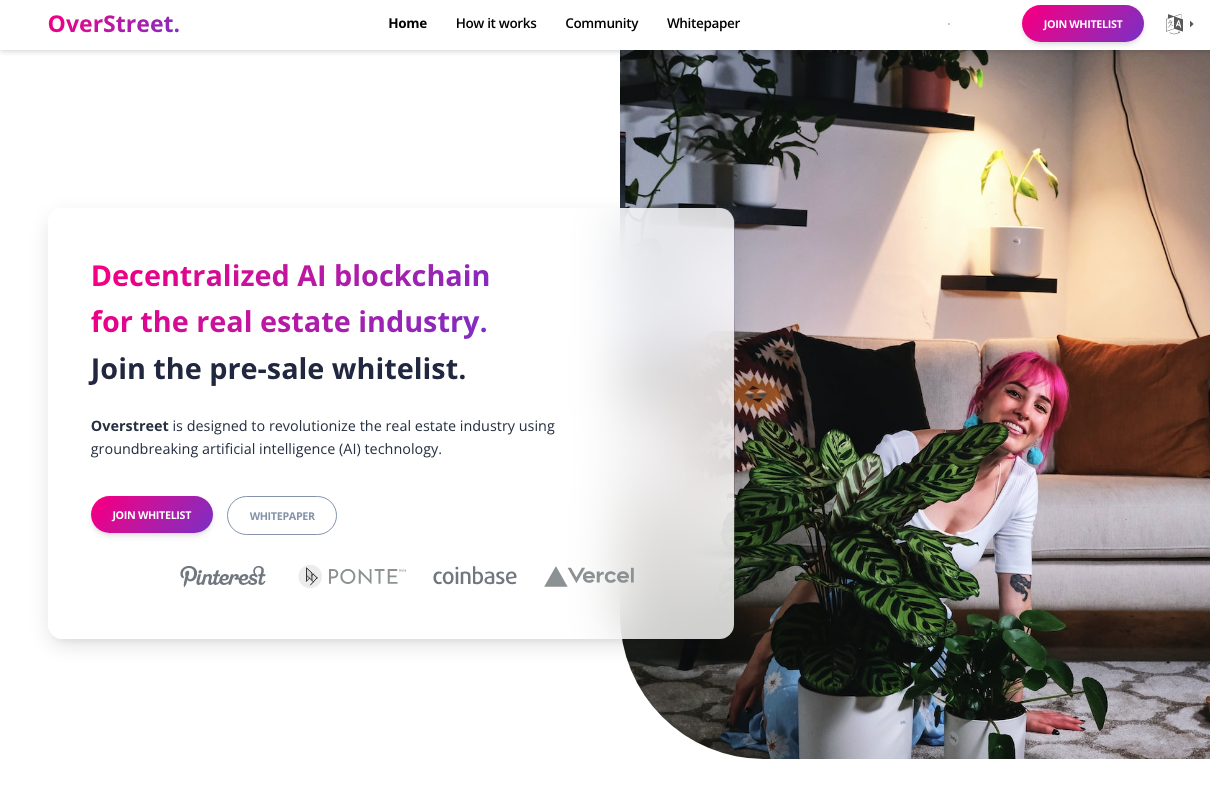 OverStreet.
Home How it works Community Whitepaper
JOIN WHITELIST
Decentralized AI blockchain
for the real estate industry.
Join the pre-sale whitelist.
Overstreet is designed to revolutionize the real estate industry using
groundbreaking artificial intelligence (AI) technology.
JOIN WHITELIST WHITEPAPER
Pinterest PONTE coinbase Vercel